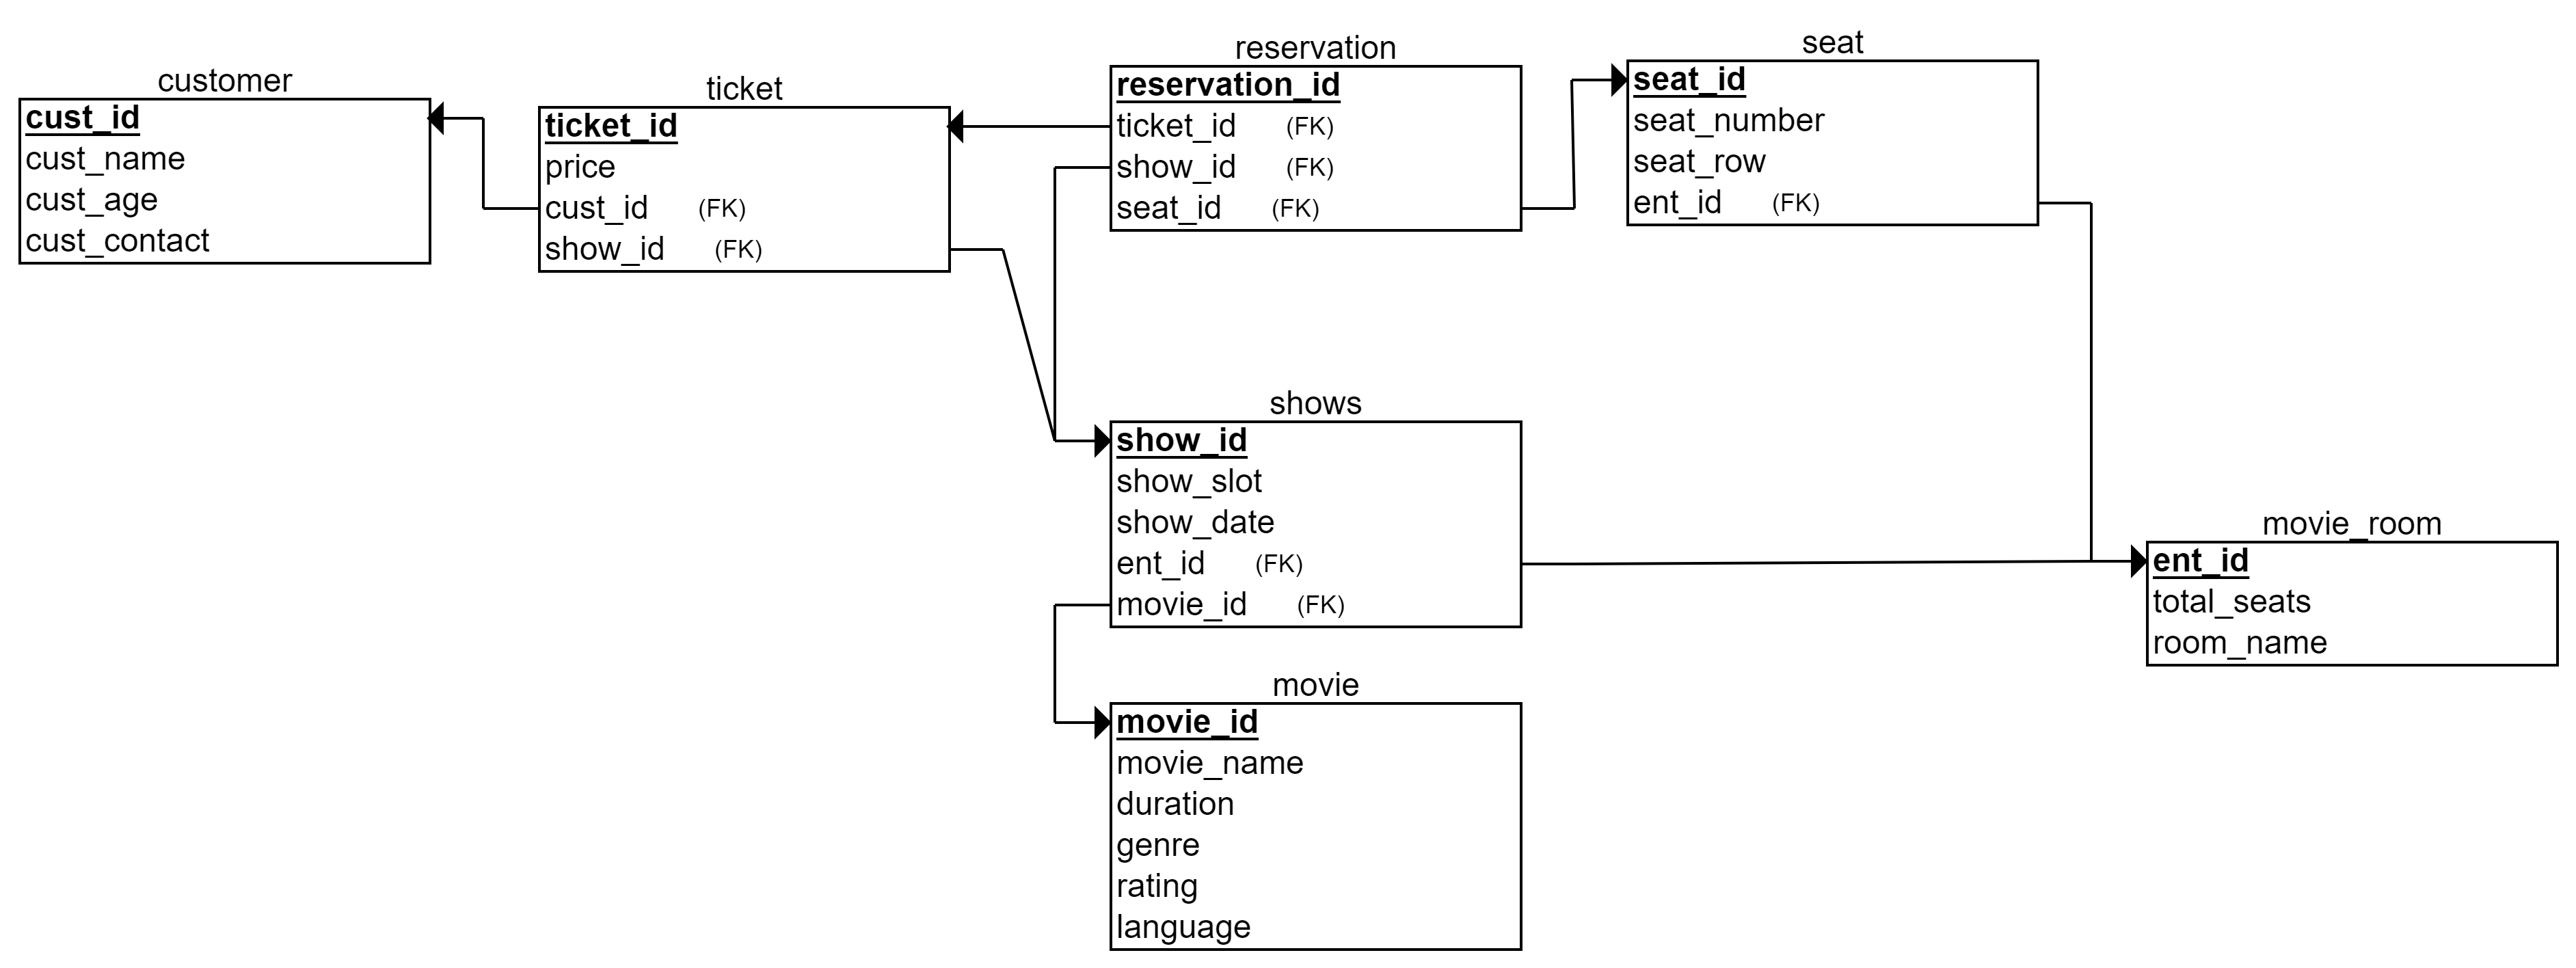 customer
cust_id
cust_name
cust_age
cust_contact
ticket
ticket_id
price
cust_id (FK)
show_id (FK)
reservation
reservation_id
ticket_id (FK)
show_id (FK)
seat_id (FK)
seat
seat_id
seat_number
seat_row
ent_id (FK)
shows
show_id
show_slot
show_date
ent_id (FK)
movie_id (FK)
movie_room
ent_id
total_seats
room_name
movie
movie_id
movie_name
duration
genre
rating
language